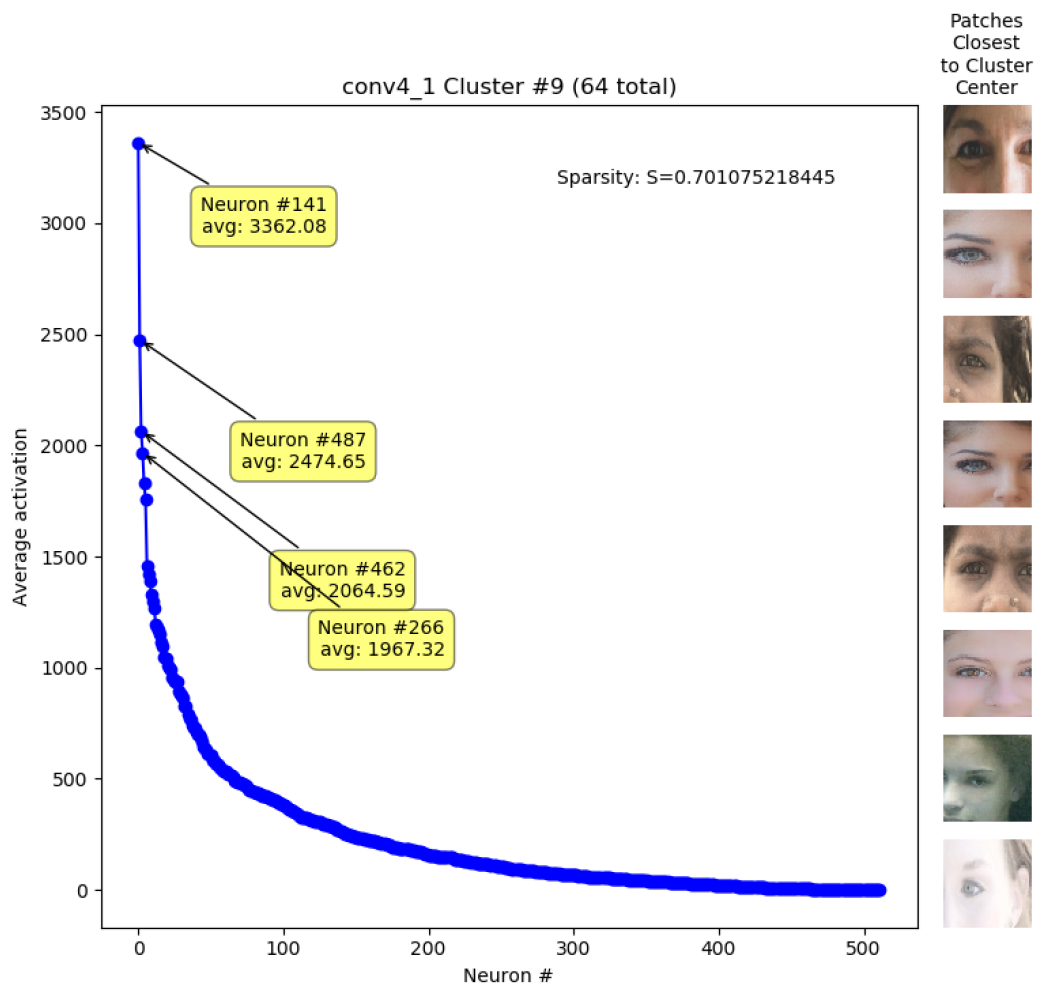 Patches
Closest
to Cluster
Center
conv4_1 Cluster #9 (64 total)
Sparsity: S=0.701075218445
Neuron #141
avg: 3362.08
Neuron #487
avg: 2474.65
Neuron #462
avg: 2064.59
Neuron #266
avg: 1967.32
Average activation
3500
3000
2500
2000
1500
1000
500
0
0 100 200 300 400 500
Neuron #